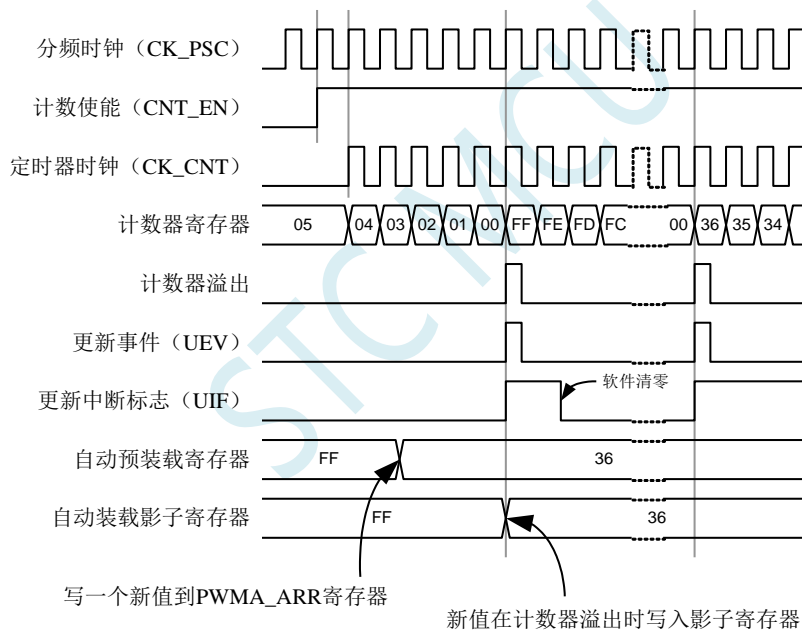 分频时钟（CK_PSC）
计数使能（CNT_EN）
定时器时钟（CK_CNT）
计数器寄存器 05 04 03 02 01 00 FF FE FD FC 00 36 35 34
计数器溢出
更新事件（UEV）
更新中断标志（UIF） 软件清零
自动预装载寄存器 FF 36
自动装载影子寄存器 FF 36
写一个新值到PWMA_ARR寄存器
新值在计数器溢出时写入影子寄存器
STC MCU